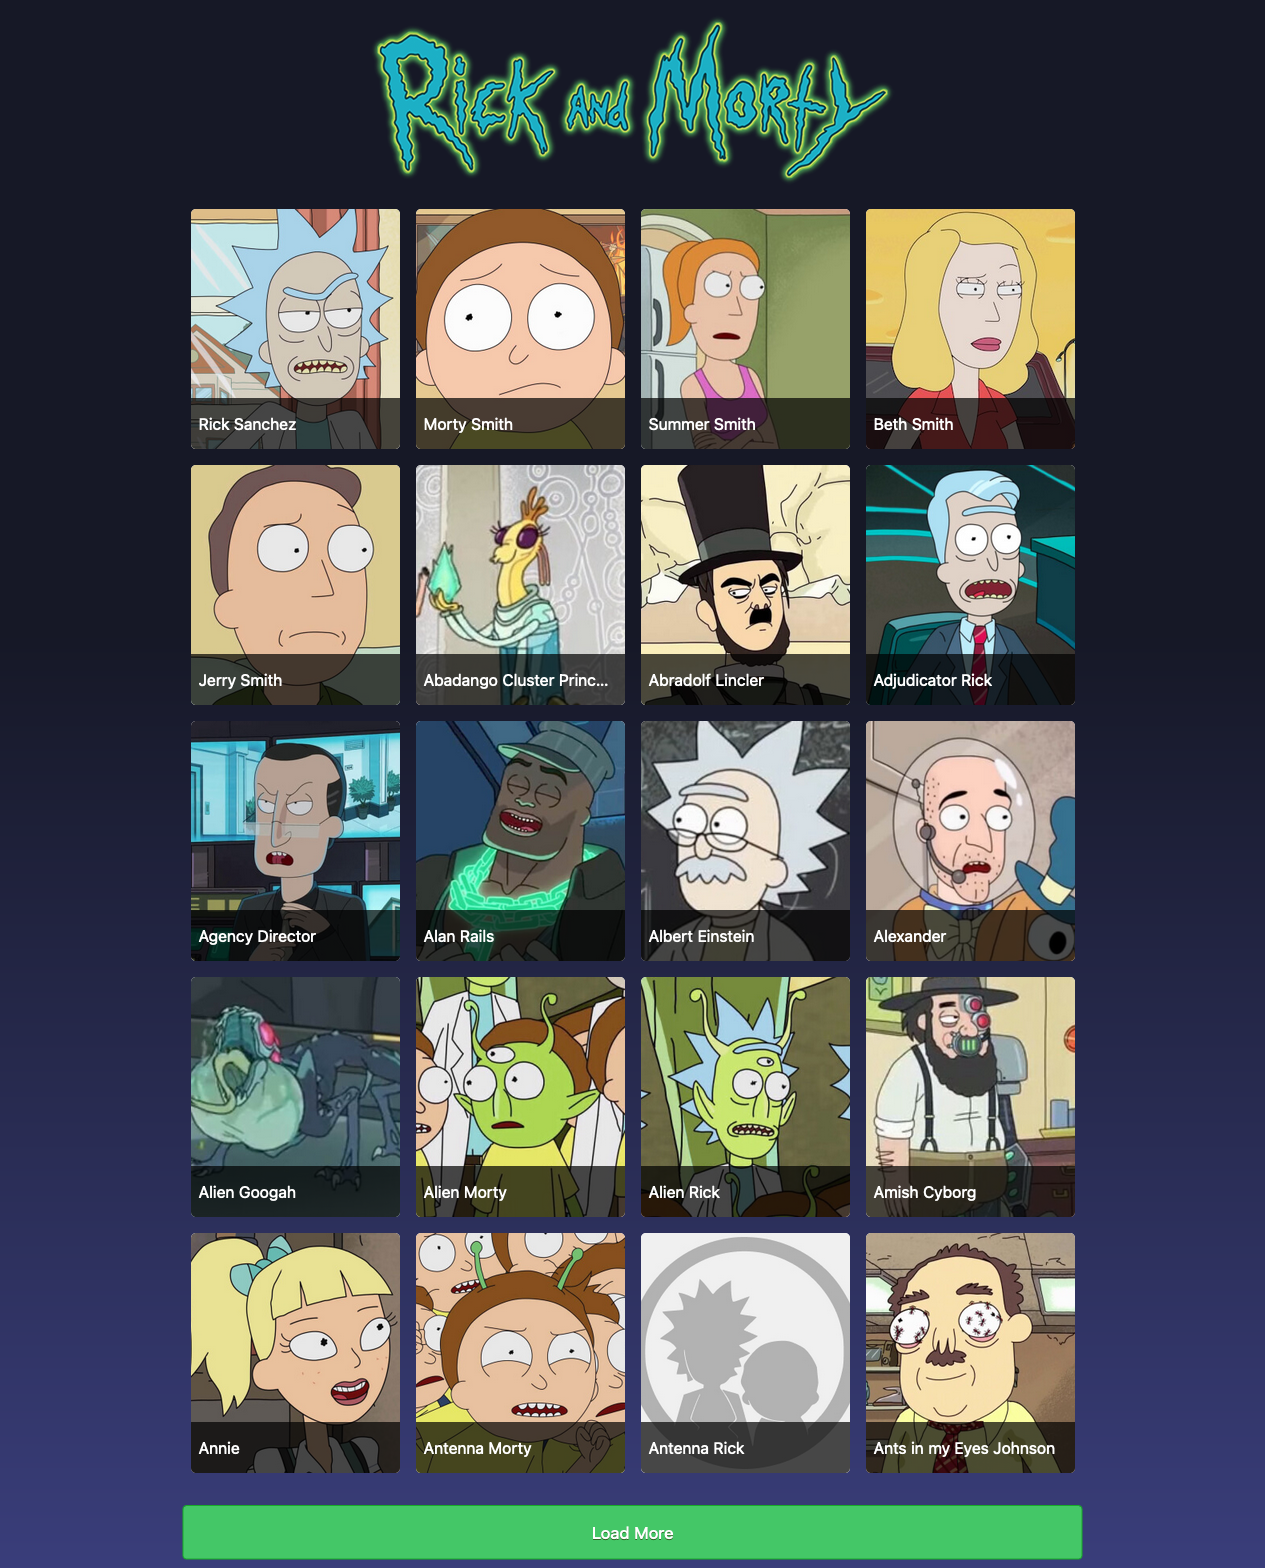 Rick and Morty
Rick Sanchez
Morty Smith
Summer Smith
Beth Smith
Jerry Smith
Abadango Cluster Princ...
Abradolf Lincler
Adjudicator Rick
Agency Director
Alan Rails
Albert Einstein
Alexander
Alien Googah
Alien Morty
Alien Rick
Amish Cyborg
Annie
Antenna Morty
Antenna Rick
Ants in my Eyes Johnson
Load More